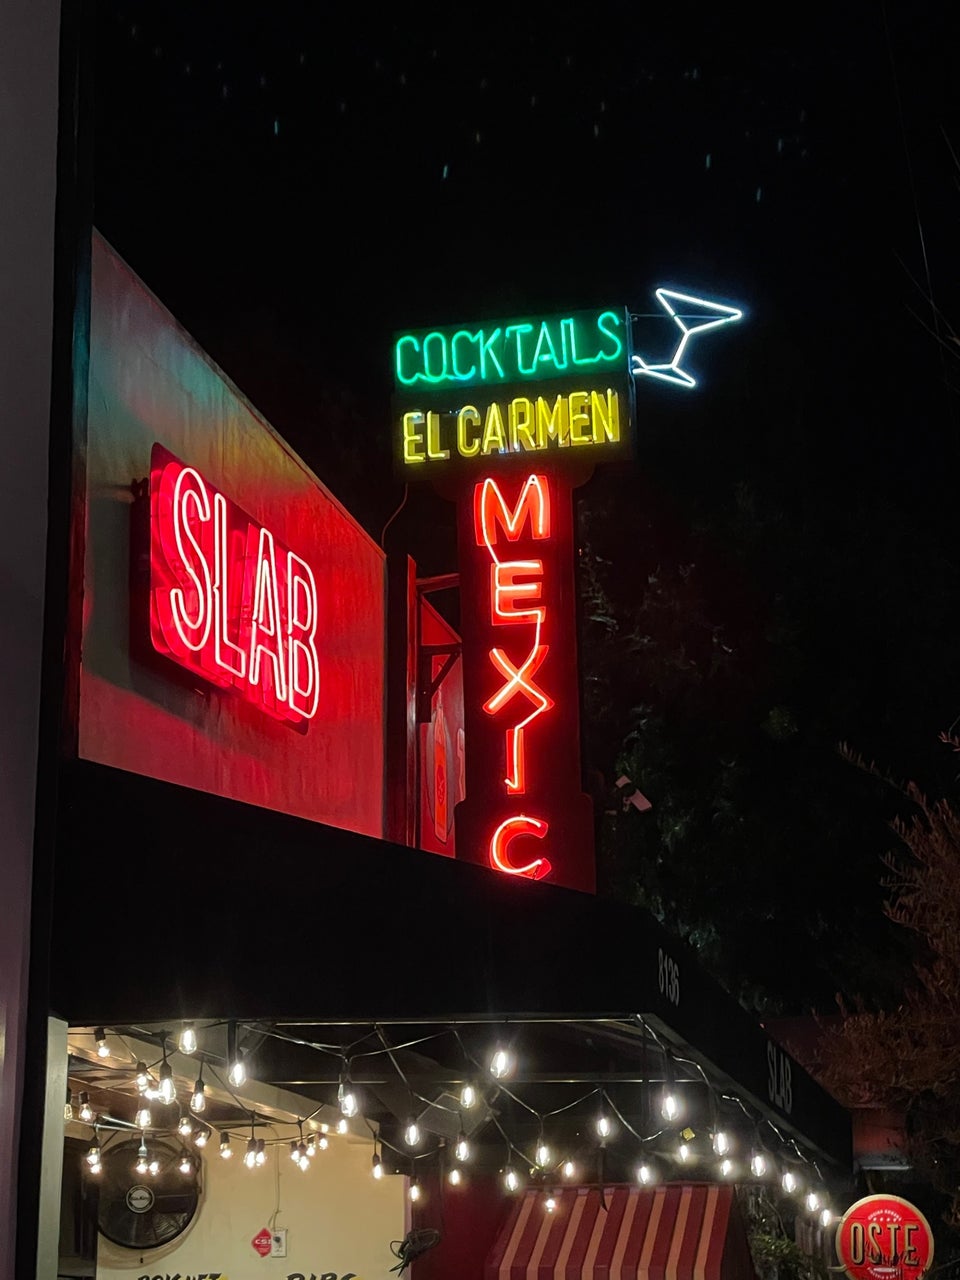 COCKTAILS
EL CARMEN
MEXIC
SLAB
8136
SLAB
OSTE